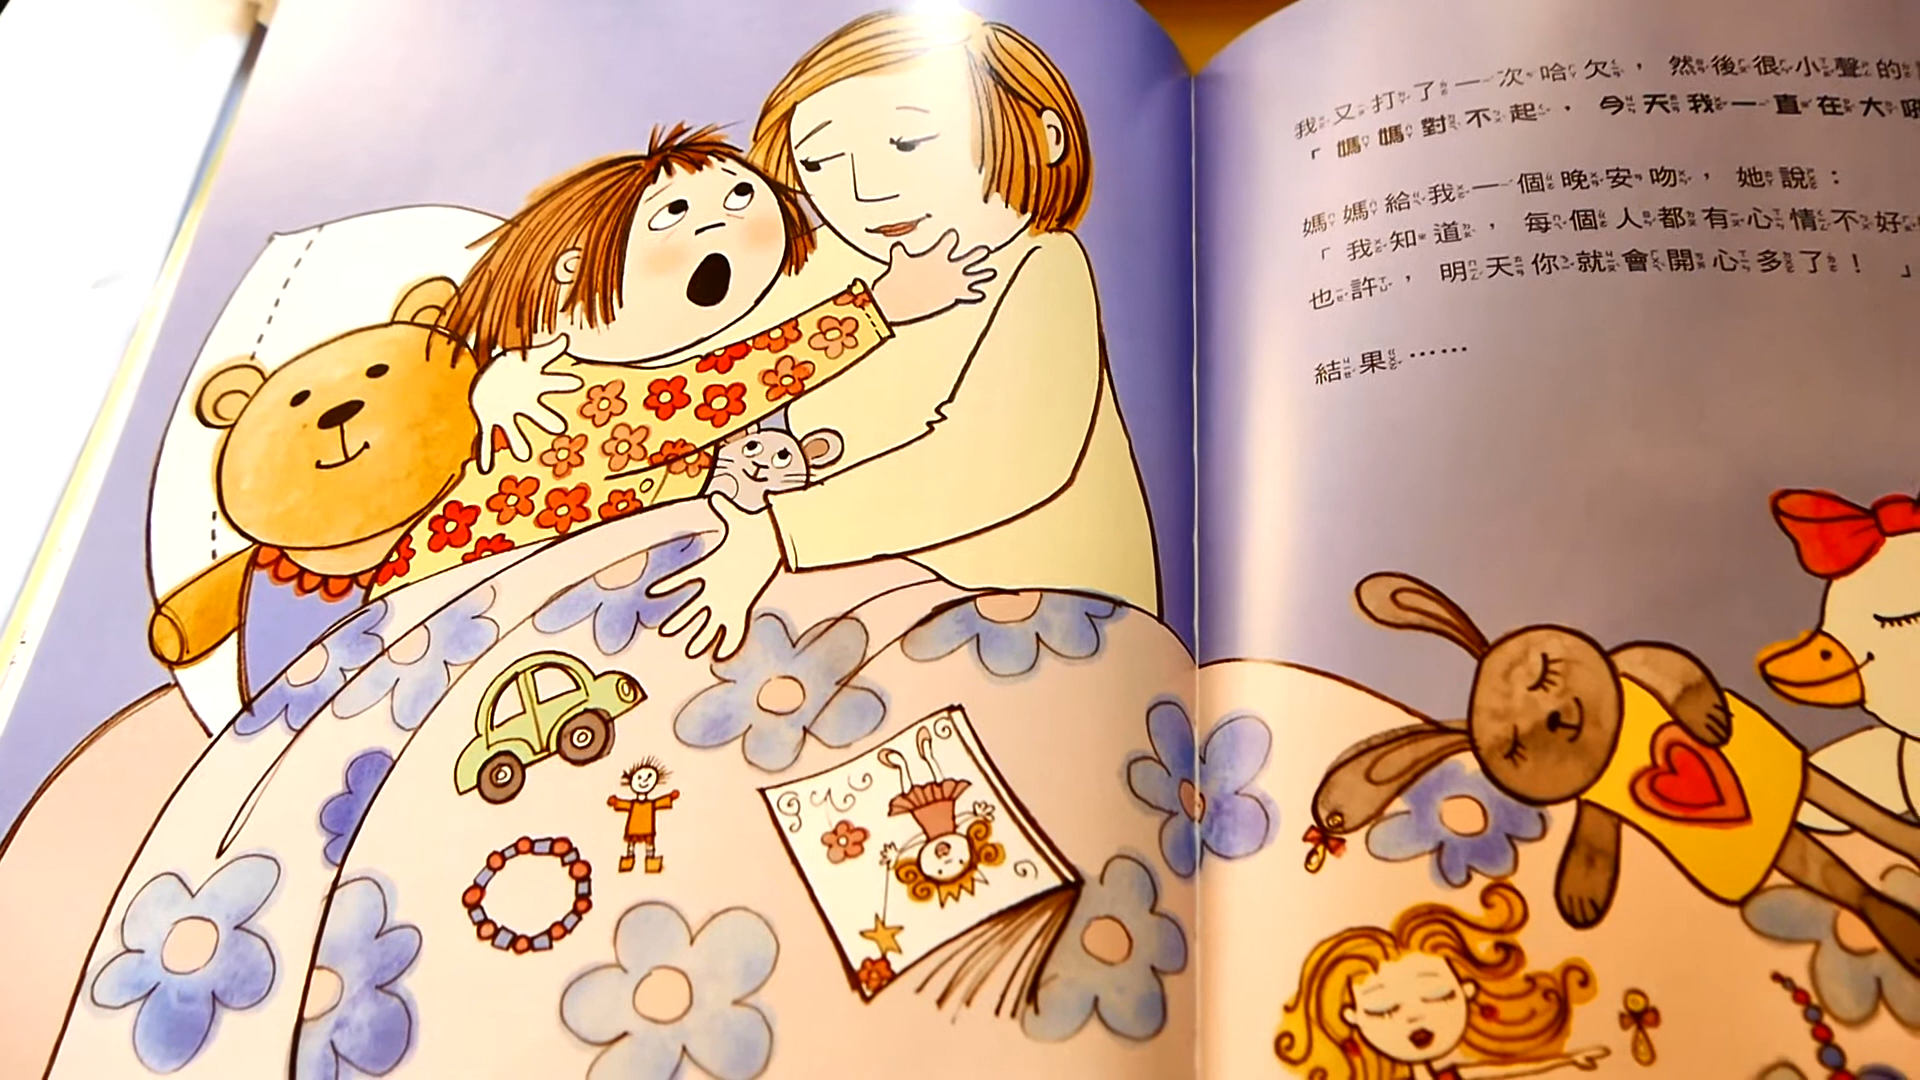 我又打了一次哈欠，然後很小聲的
「媽媽對不起，今天我一直在大
媽媽給我一個晚安吻，她說：
「我知道，每個人都有心情不好
也許，明天你就會開心多了！」
結果……